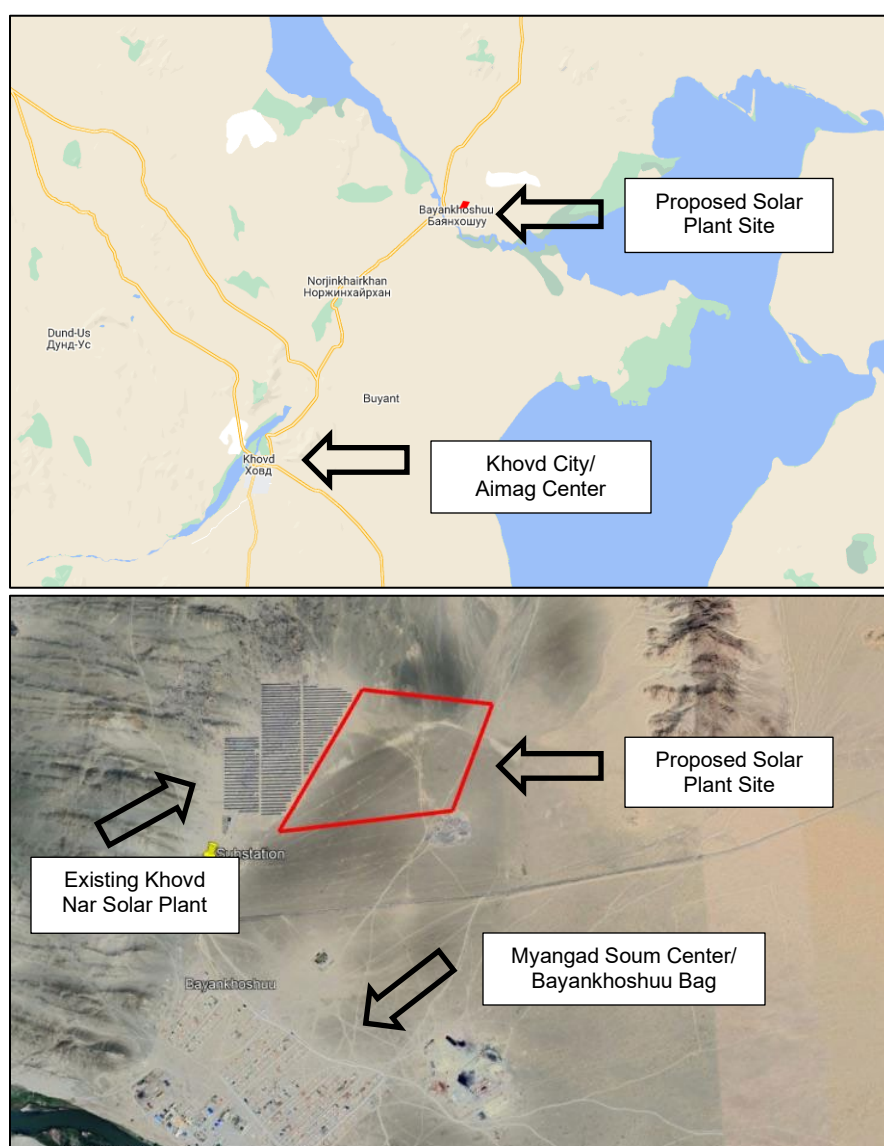 Bayankhoshuu
Баянхошуу
Proposed Solar
Plant Site
Norjinkhairkhan
Норжинхайрхан
Dund-Us
Дунд-Ус
Buyant
Khovd
Ховд
Khovd City/
Aimag Center
Proposed Solar
Plant Site
Substation
Existing Khovd
Nar Solar Plant
Myangad Soum Center/
Bayankhoshuu Bag
Bayankhoshuu